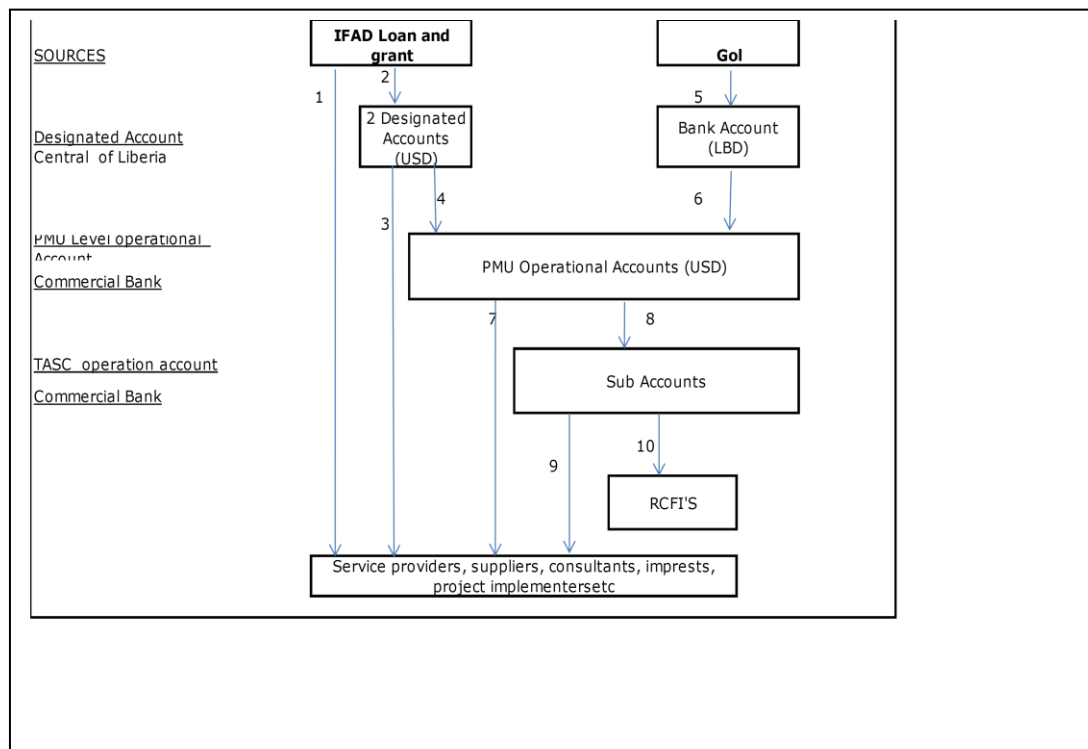 IFAD Loan and
grant
GoI
SOURCES
2
1
5
2 Designated
Accounts
(USD)
Bank Account
(LBD)
Designated Account
Central of Liberia
4
6
3
PMU Level operational
Account
PMU Operational Accounts (USD)
Commercial Bank
7
8
TASC operation account
Sub Accounts
Commercial Bank
10
9
RCFI'S
Service providers, suppliers, consultants, imprests,
project implementersetc